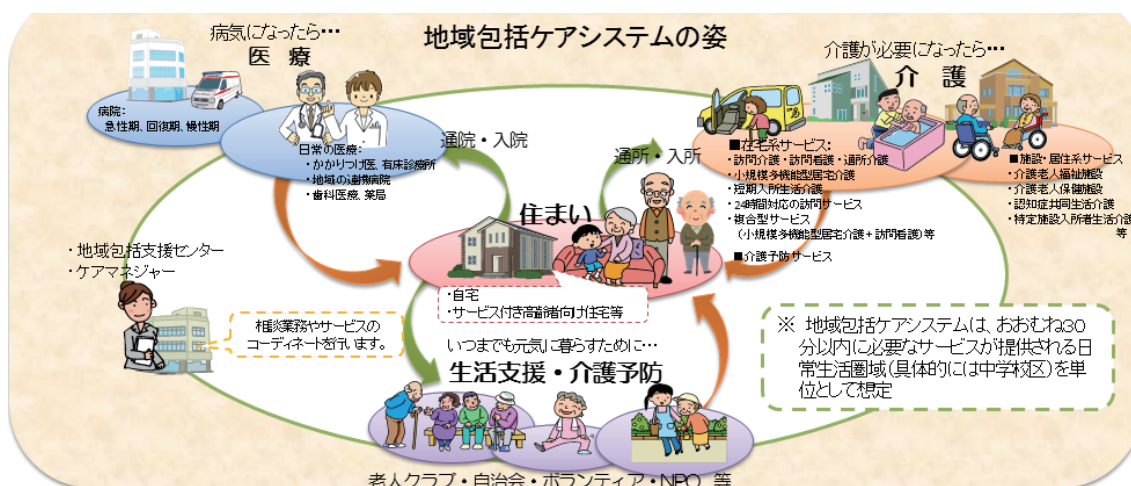 地域包括ケアシステムの姿
病気になったら…
医 療
病院:
急性期、回復期、慢性期
日常の医療:
・かかりつけ医、有床診療所
・地域の連携病院
・歯科医療、薬局
通院・入院
通所・入所
介護が必要になったら…
介 護
■在宅系サービス:
・訪問介護・訪問看護・通所介護
・小規模多機能型居宅介護
・短期入所生活介護
・24時間対応の訪問サービス
・複合型サービス
(小規模多機能型居宅介護+訪問看護)等
■介護予防サービス
■施設・居住系サービス
・介護老人福祉施設
・介護老人保健施設
・認知症共同生活介護
・特定施設入所者生活介護
等
住まい
・自宅
・サービス付き高齢者向け住宅等
・地域包括支援センター
・ケアマネジャー
相談業務やサービスの
コーディネートを行います。
いつまでも元気に暮らすために…
生活支援・介護予防
老人クラブ・自治会・ボランティア・NPO 等
※ 地域包括ケアシステムは、おおむね30
分以内に必要なサービスが提供される日
常生活圏域(具体的には中学校区)を単
位として想定